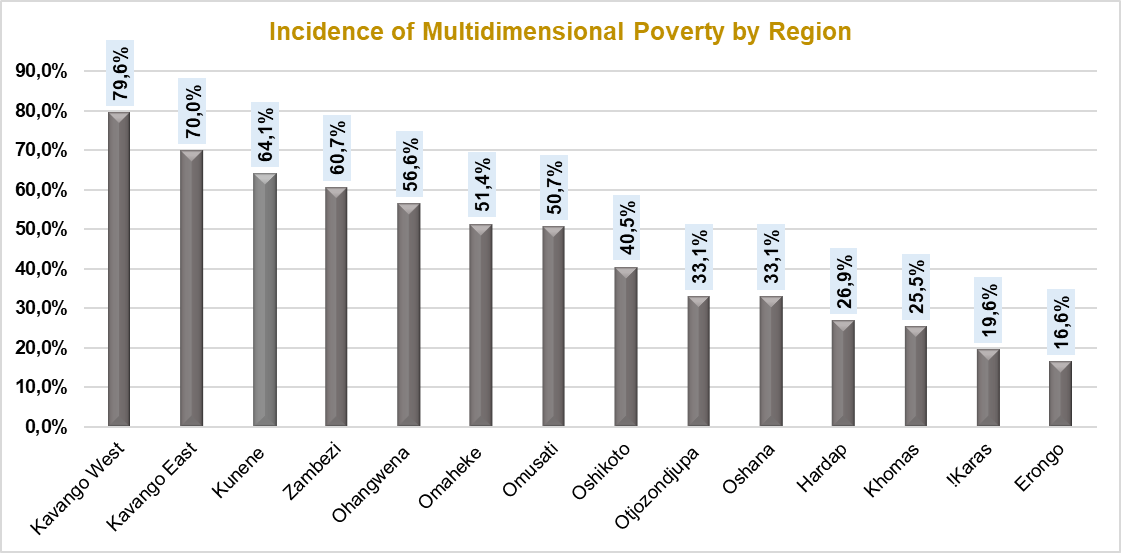 Incidence of Multidimensional Poverty by Region
90,0%
80,0%
70,0%
60,0%
50,0%
40,0%
30,0%
20,0%
10,0%
0,0%
79,6%
70,0%
64,1%
60,7%
56,6%
51,4%
50,7%
40,5%
33,1%
33,1%
26,9%
25,5%
19,6%
16,6%
Kavango West
Kavango East
Kunene
Zambezi
Ohangwena
Omaheke
Omusati
Oshikoto
Otjozondjupa
Oshana
Hardap
Khomas
!Karas
Erongo